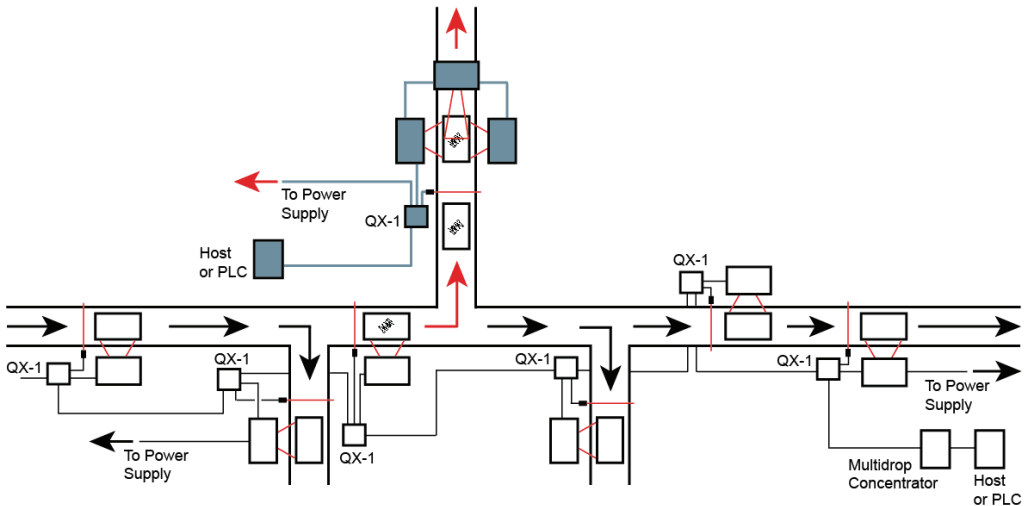 To Power
Supply
QX-1
Host
or PLC
QX-1
QX-1
QX-1
QX-1
QX-1
QX-1
To Power
Supply
To Power
Supply
QX-1
Multidrop
Concentrator
Host
or PLC